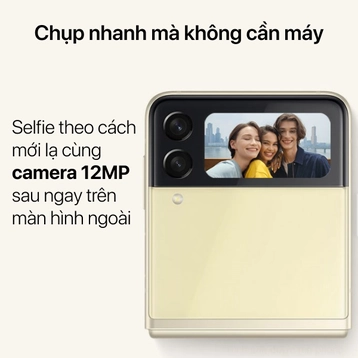 Chụp nhanh mà không cần máy
Selfie theo cách
mới lạ cùng
camera 12MP
sau ngay trên
màn hình ngoài